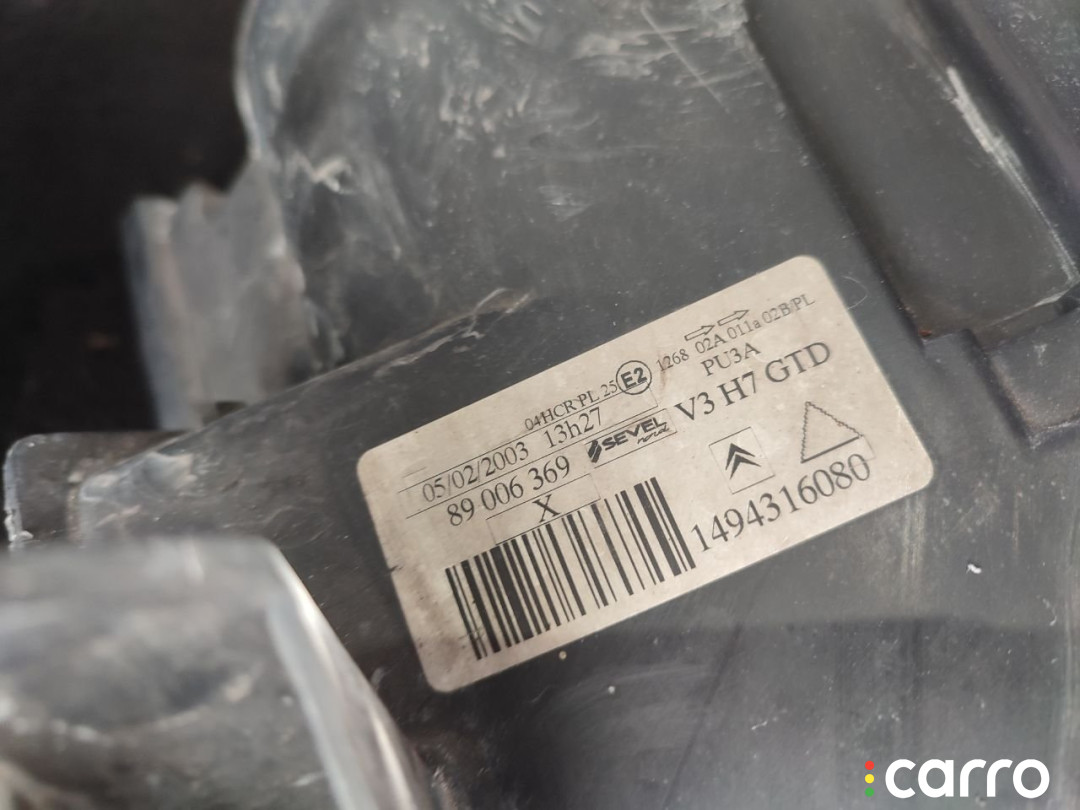 04HCR PL 25 E2 1268 02A 011a 02B/PL
PU3A
05/02/2003 13h27
89 006 369 SEVEL V3 H7 GTD
X
1494316080
carro